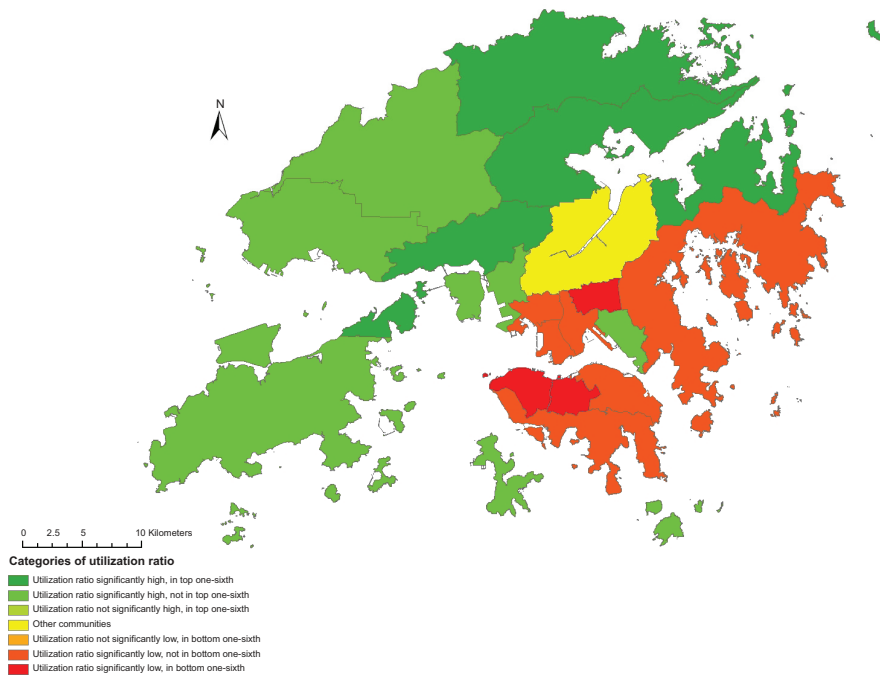 N
0 2.5 5 10 Kilometers
Categories of utilization ratio
Utilization ratio significantly high, in top one-sixth
Utilization ratio significantly high, not in top one-sixth
Utilization ratio not significantly high, in top one-sixth
Other communities
Utilization ratio not significantly low, in bottom one-sixth
Utilization ratio significantly low, not in bottom one-sixth
Utilization ratio significantly low, in bottom one-sixth